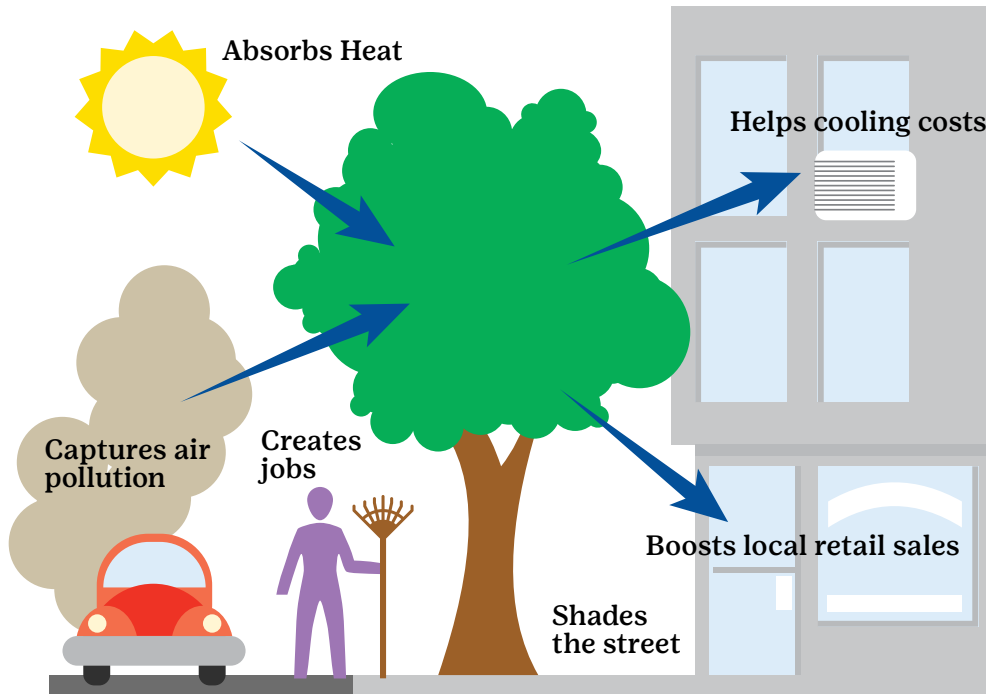 Absorbs Heat
Helps cooling costs
Captures air
pollution
Creates
jobs
Boosts local retail sales
Shades
the street